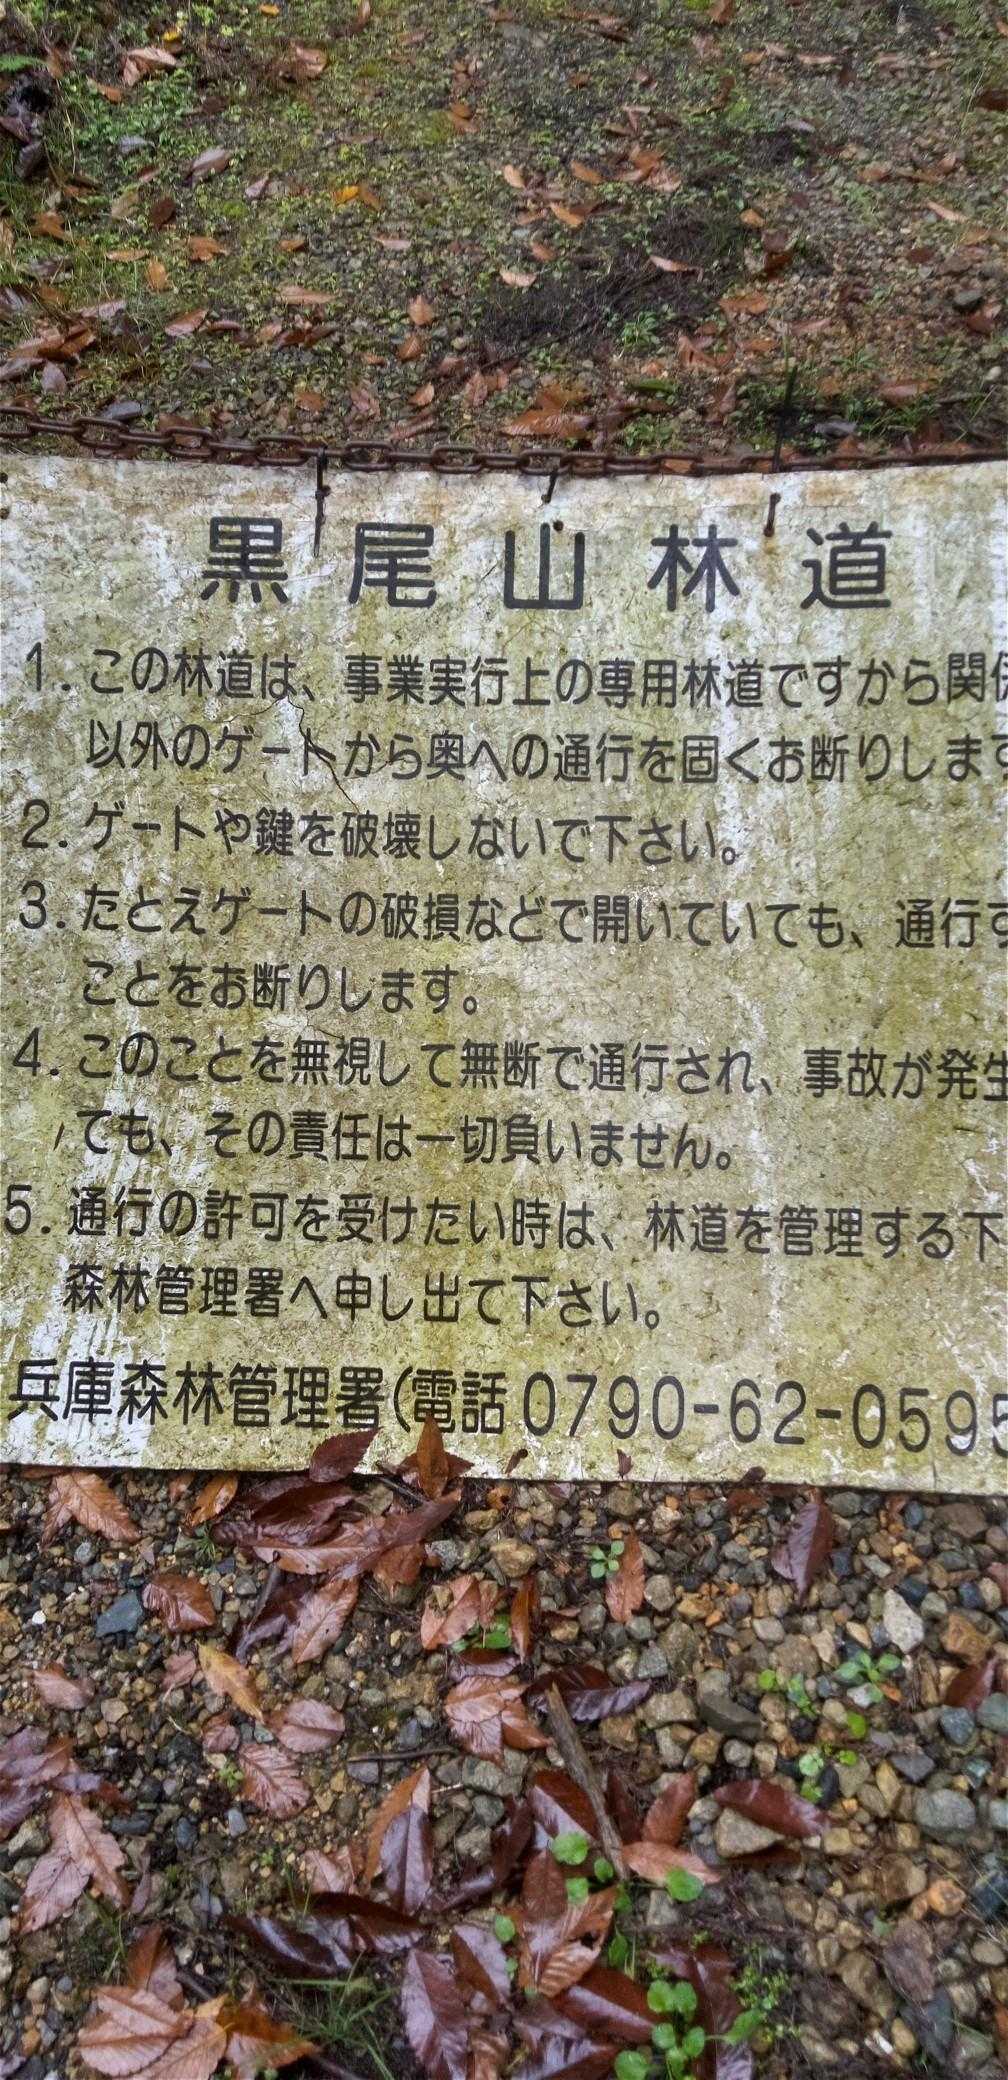 黒尾山林道
1. この林道は、事業実行上の専用林道ですから関係
以外のゲートから奥への通行を固くお断りします
2. ゲートや鍵を破壊しないで下さい。
3. たとえゲートの破損などで開いていても、通行す
ことをお断りします。
4. このことを無視して無断で通行され、事故が発生
ても、その責任は一切負いません。
5. 通行の許可を受けたい時は、林道を管理する下
森林管理署へ申し出て下さい。
兵庫森林管理署(電話0790-62-0595